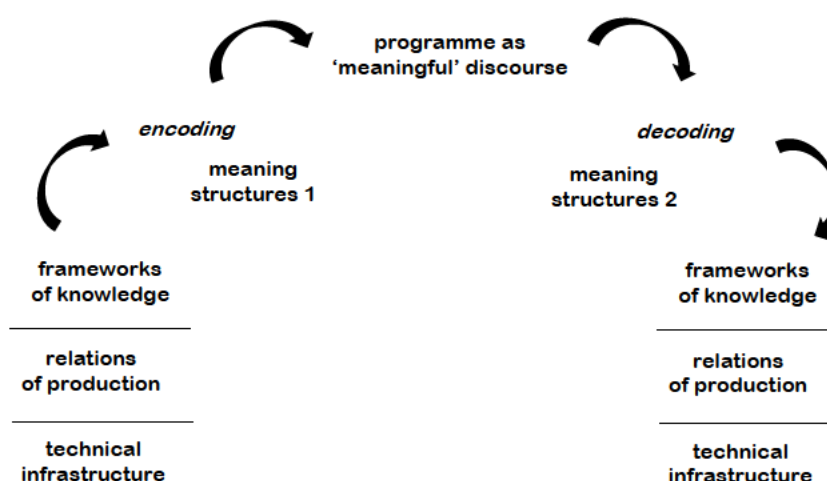 programme as
‘meaningful’ discourse
encoding
decoding
meaning
structures 1
meaning
structures 2
frameworks
of knowledge
frameworks
of knowledge
relations
of production
relations
of production
technical
infrastructure
technical
infrastructure